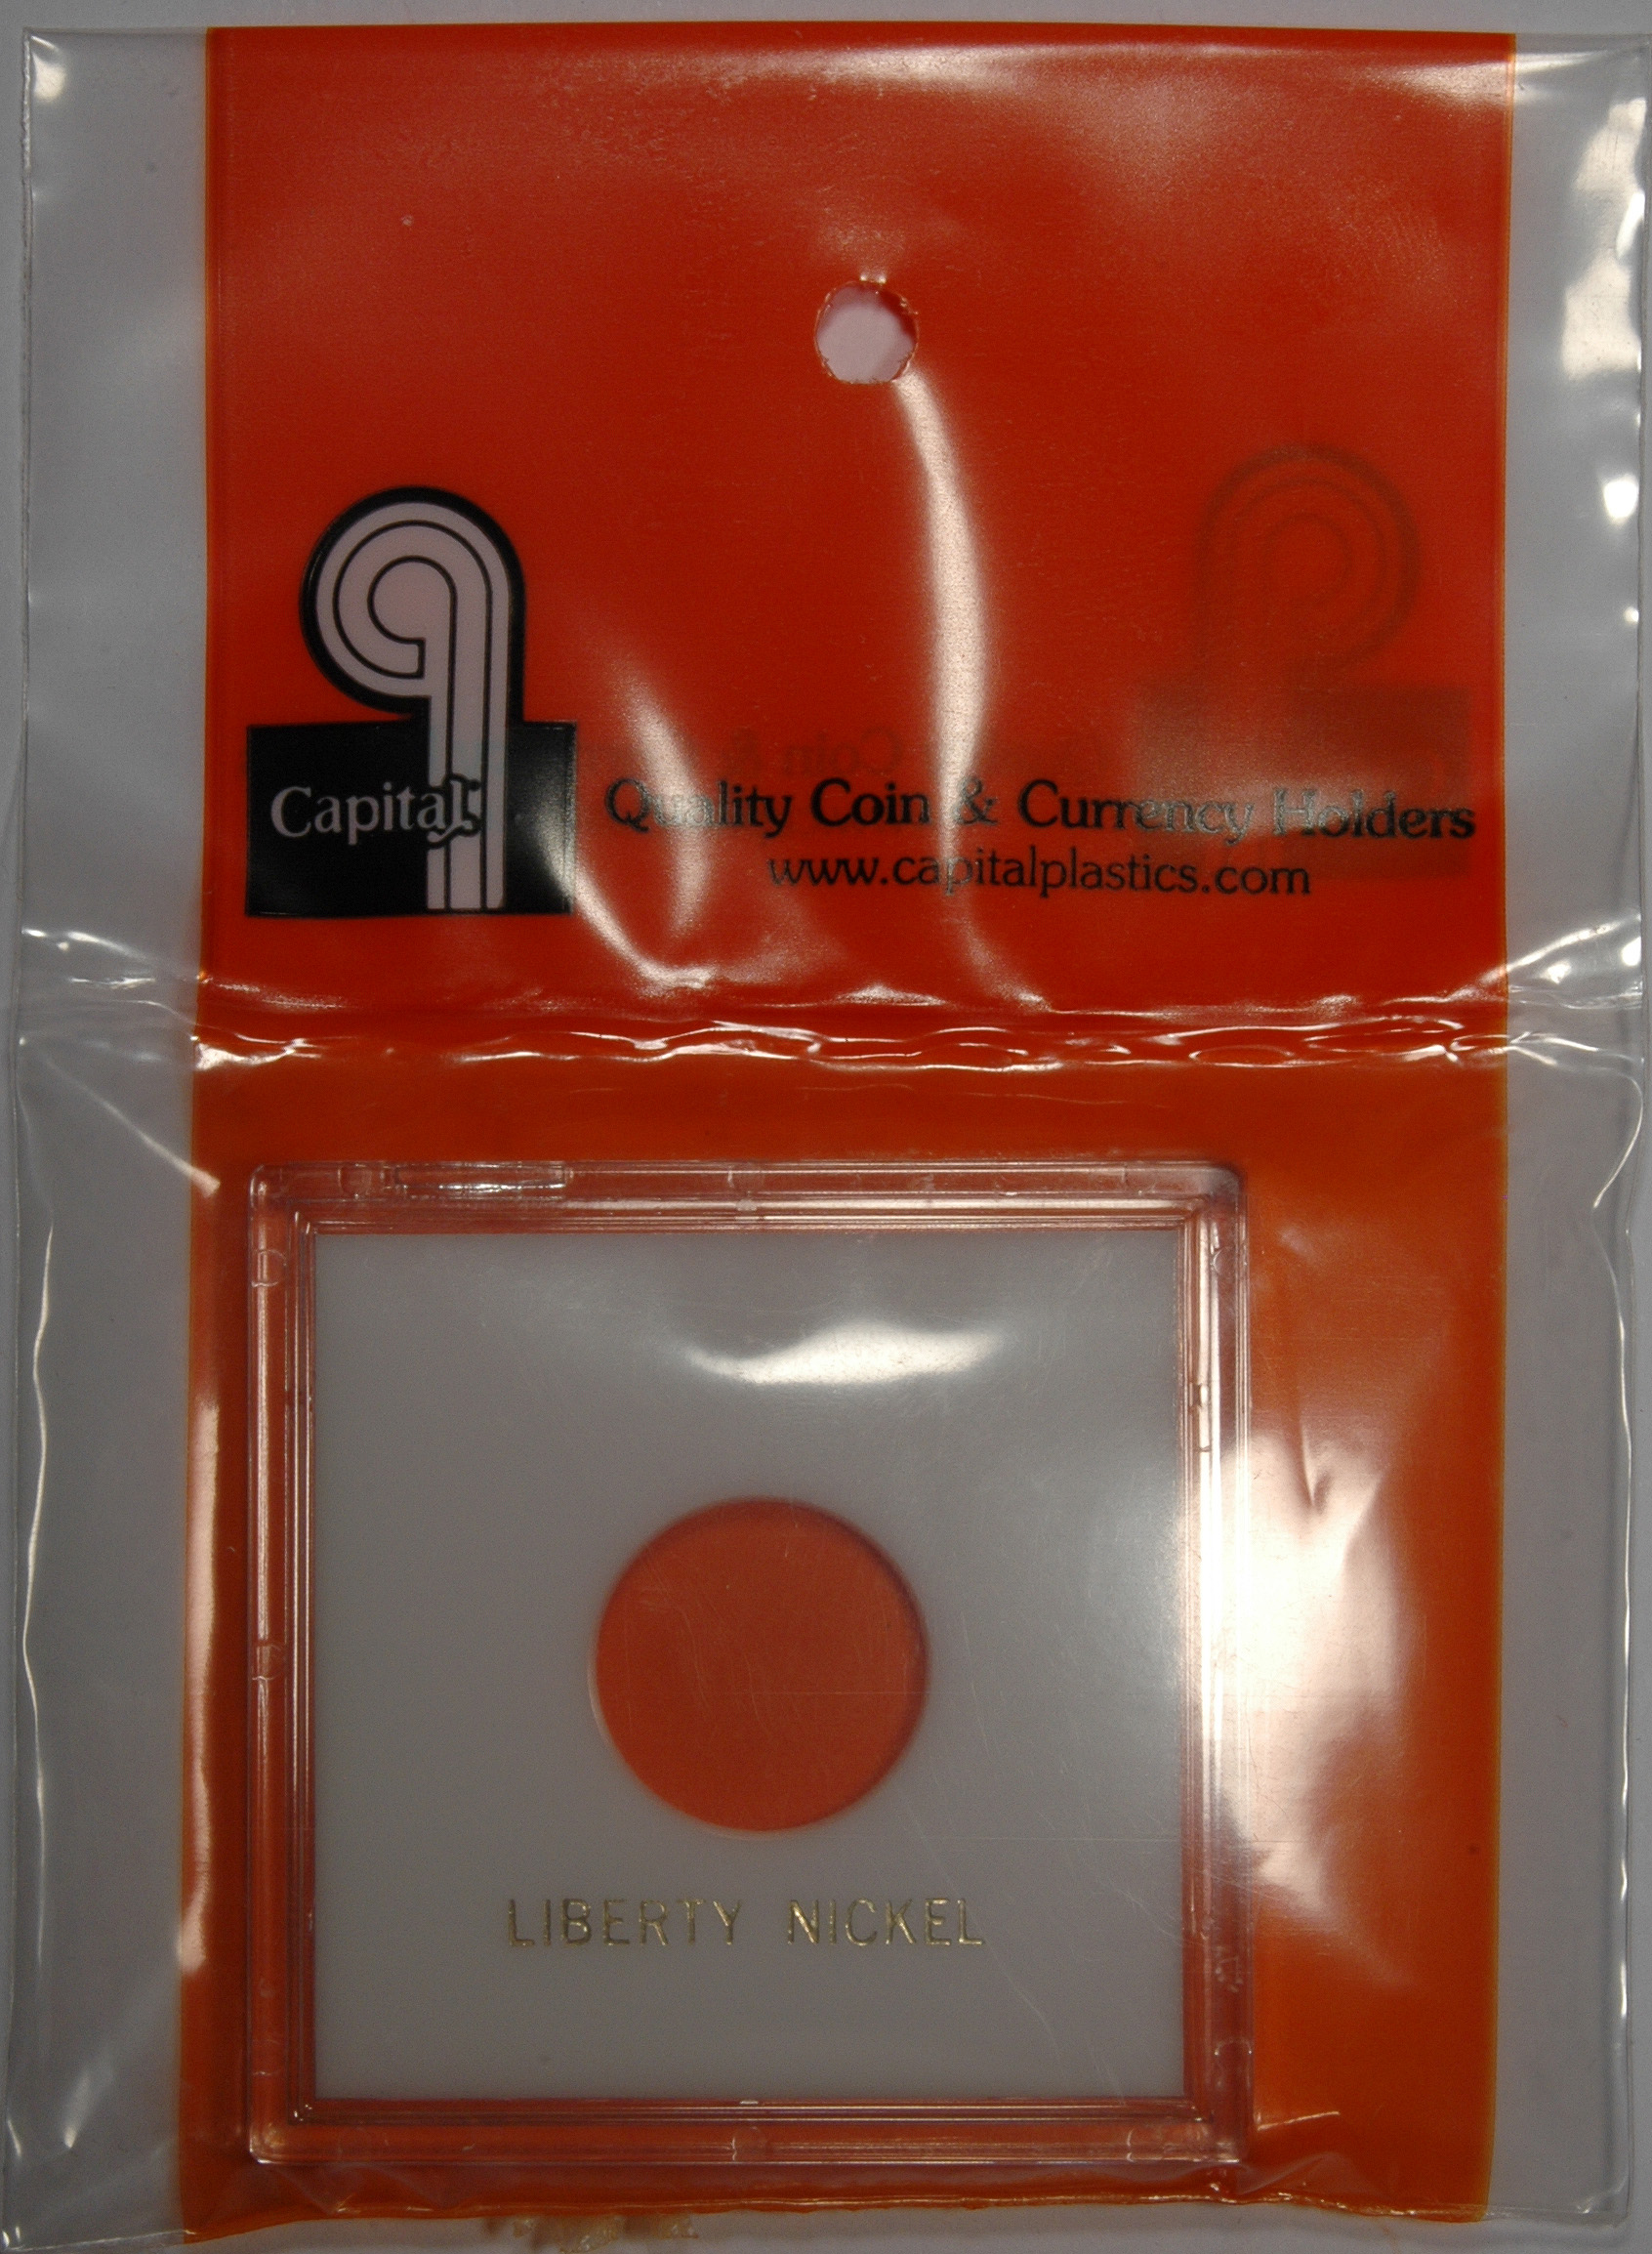 Capital
Quality Coin & Currency Holders
www.capitalplastics.com
LIBERTY NICKEL